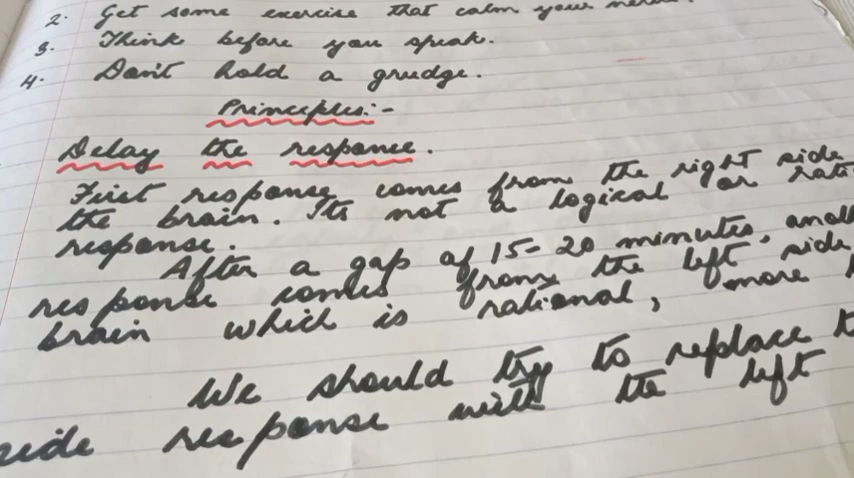 2. Get some exercise that calm your
3. Think before you speak.
4. Don't hold a grudge.
Principles:-
Delay the response.
First response comes from the right side
the brain. Its not a logical or
response.
After a gap of 15-20 minutes,
response comes from the left side
brain which is rational, more
We should try to replace
side response with the left